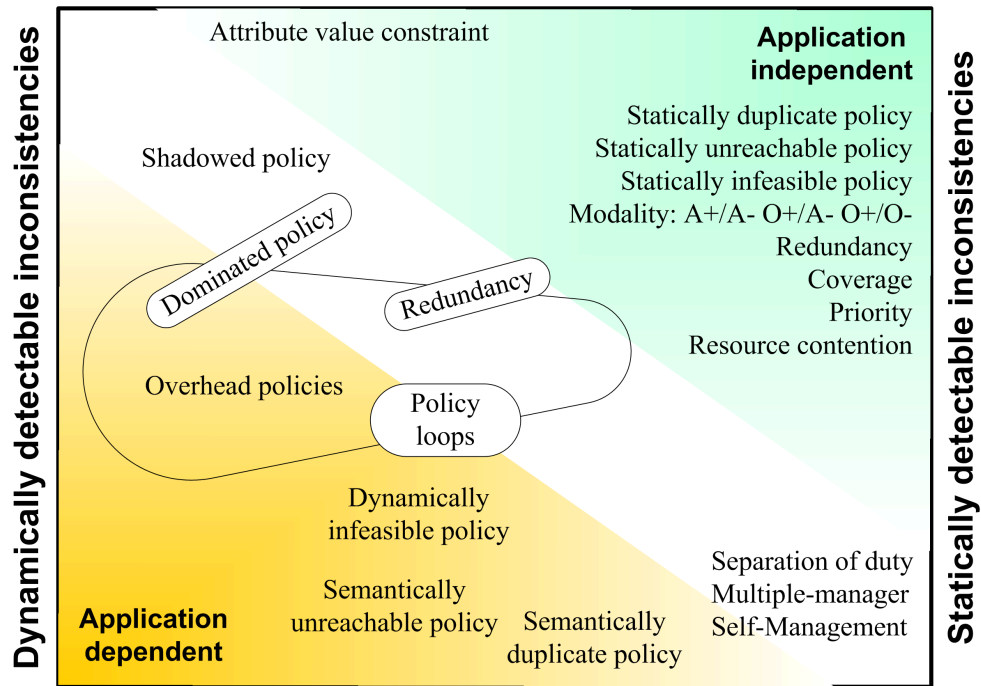 Dynamically detectable inconsistencies
Attribute value constraint
Application
independent
Statically duplicate policy
Statically unreachable policy
Statically infeasible policy
Modality: A+/A- O+/A- O+/O-
Redundancy
Coverage
Priority
Resource contention
Shadowed policy
Dominated policy
Redundancy
Overhead policies
Policy
loops
Dynamically
infeasible policy
Semantically
unreachable policy
Semantically
duplicate policy
Separation of duty
Multiple-manager
Self-Management
Application
dependent
Statically detectable inconsistencies